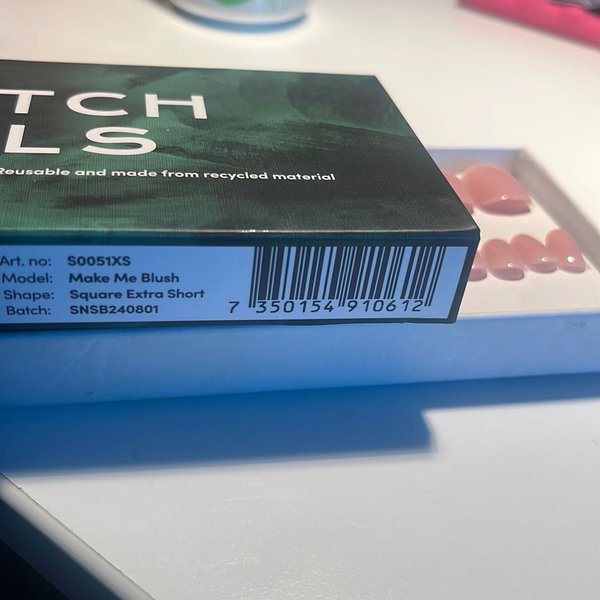 TCH
LS
Reusable and made from recycled material
Art. no: S0051XS
Model: Make Me Blush
Shape: Square Extra Short
Batch: SNSB240801
7 350154 910612